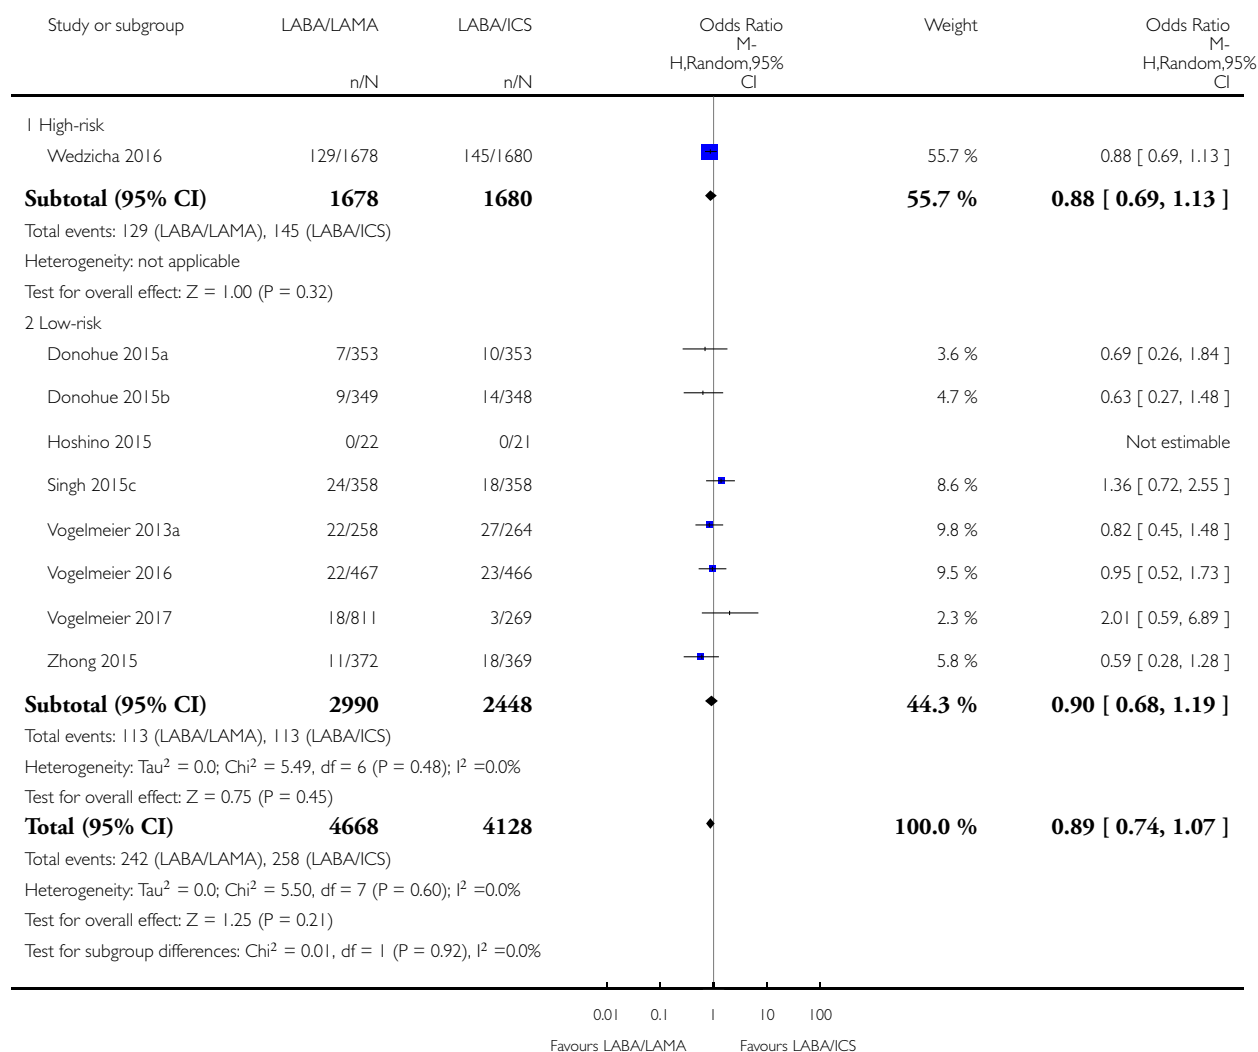 Study or subgroup LABA/LAMA LABA/ICS Odds Ratio Weight Odds Ratio
M- M-
H,Random,95% H,Random,95%
n/N n/N CI CI
1 High-risk
Wedzicha 2016 129/1678 145/1680 55.7 % 0.88 [ 0.69, 1.13 ]
Subtotal (95% CI) 1678 1680 55.7 % 0.88 [ 0.69, 1.13 ]
Total events: 129 (LABA/LAMA), 145 (LABA/ICS)
Heterogeneity: not applicable
Test for overall effect: Z = 1.00 (P = 0.32)
2 Low-risk
Donohue 2015a 7/353 10/353 3.6 % 0.69 [ 0.26, 1.84 ]
Donohue 2015b 9/349 14/348 4.7 % 0.63 [ 0.27, 1.48 ]
Hoshino 2015 0/22 0/21 Not estimable
Singh 2015c 24/358 18/358 8.6 % 1.36 [ 0.72, 2.55 ]
Vogelmeier 2013a 22/258 27/264 9.8 % 0.82 [ 0.45, 1.48 ]
Vogelmeier 2016 22/467 23/466 9.5 % 0.95 [ 0.52, 1.73 ]
Vogelmeier 2017 18/811 3/269 2.3 % 2.01 [ 0.59, 6.89 ]
Zhong 2015 11/372 18/369 5.8 % 0.59 [ 0.28, 1.28 ]
Subtotal (95% CI) 2990 2448 44.3 % 0.90 [ 0.68, 1.19 ]
Total events: 113 (LABA/LAMA), 113 (LABA/ICS)
Heterogeneity: Tau² = 0.0; Chi² = 5.49, df = 6 (P = 0.48); I² =0.0%
Test for overall effect: Z = 0.75 (P = 0.45)
Total (95% CI) 4668 4128 100.0 % 0.89 [ 0.74, 1.07 ]
Total events: 242 (LABA/LAMA), 258 (LABA/ICS)
Heterogeneity: Tau² = 0.0; Chi² = 5.50, df = 7 (P = 0.60); I² =0.0%
Test for overall effect: Z = 1.25 (P = 0.21)
Test for subgroup differences: Chi² = 0.01, df = 1 (P = 0.92), I² =0.0%
0.01 0.1 1 10 100
Favours LABA/LAMA Favours LABA/ICS